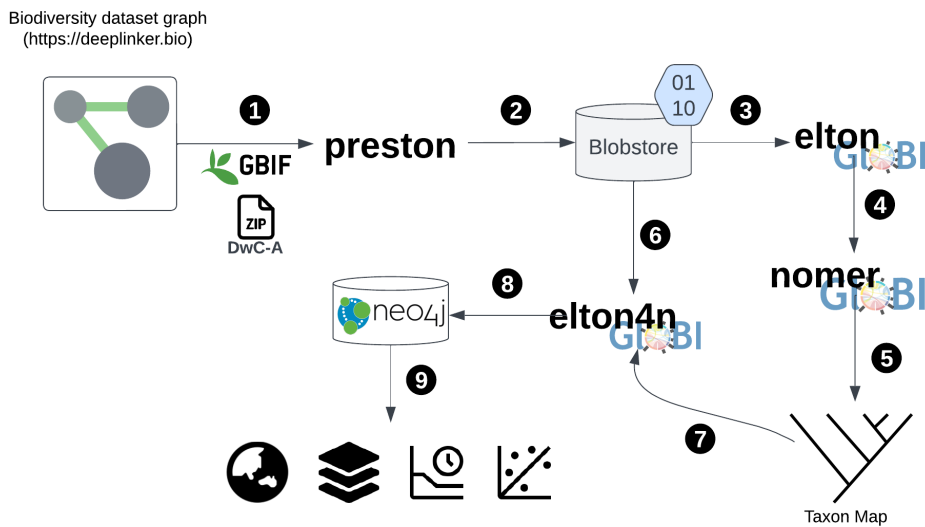 Biodiversity dataset graph
(https://deeplinker.bio)
1
GBIF
ZIP
DwC-A
preston
2
Blobstore
01
10
3
elton
GloBI
4
nomer
GloBI
5
Taxon Map
6
elton4n
GloBI
7
8
neo4j
9